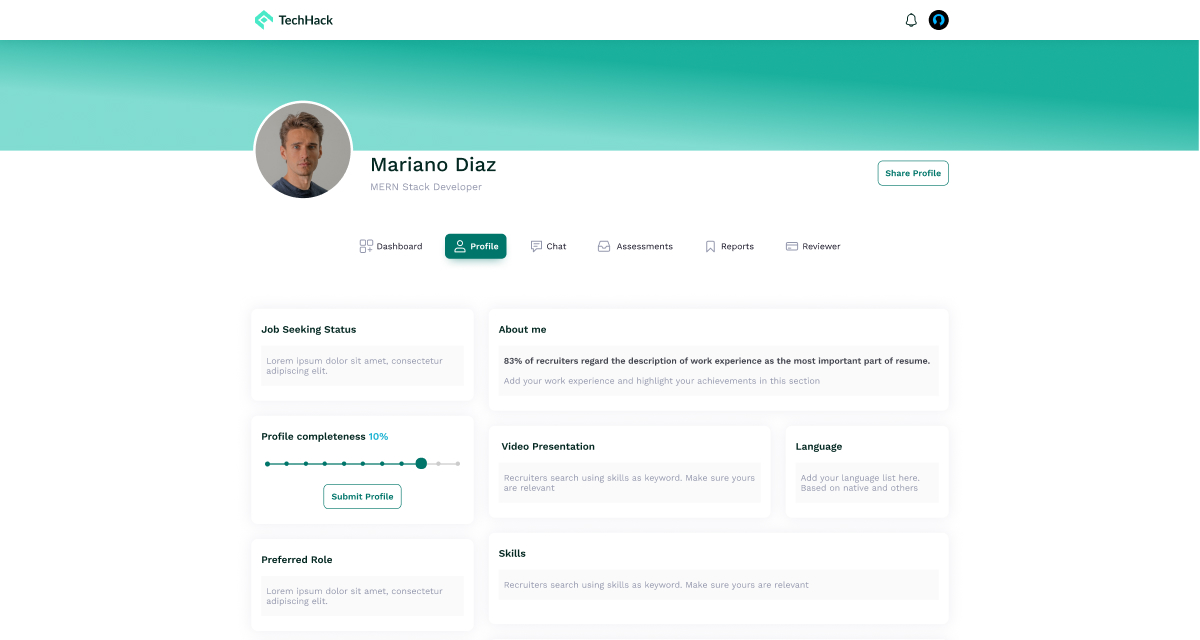 TechHack
Mariano Diaz
MERN Stack Developer
Share Profile
Dashboard
Profile
Chat
Assessments
Reports
Reviewer
Job Seeking Status
Lorem ipsum dolor sit amet, consectetur
adipiscing elit.
Profile completeness 10%
Submit Profile
Preferred Role
Lorem ipsum dolor sit amet, consectetur
adipiscing elit.
About me
83% of recruiters regard the description of work experience as the most important part of resume.
Add your work experience and highlight your achievements in this section
Video Presentation
Recruiters search using skills as keyword. Make sure yours
are relevant
Language
Add your language list here.
Based on native and others
Skills
Recruiters search using skills as keyword. Make sure yours are relevant